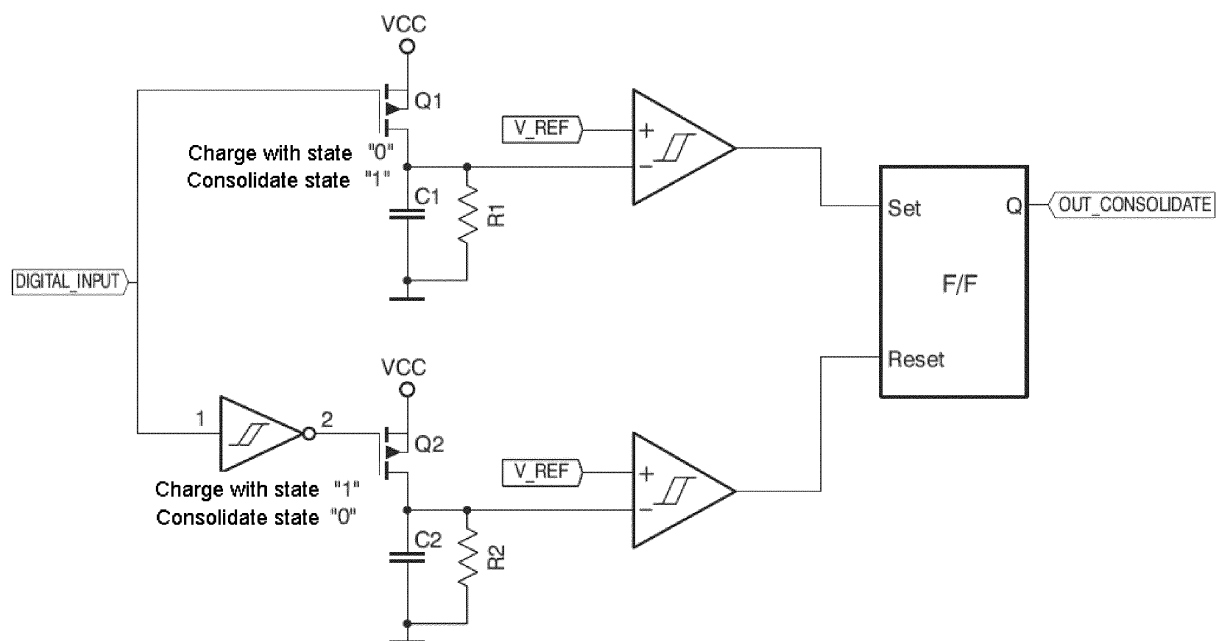 VCC
Q1
V_REF
+
Charge with state "0"
Consolidate state "1"
−
C1
R1
Set
Q
OUT_CONSOLIDATE
DIGITAL_INPUT
F/F
VCC
Reset
1
2
Q2
V_REF
+
Charge with state "1"
Consolidate state "0"
−
C2
R2